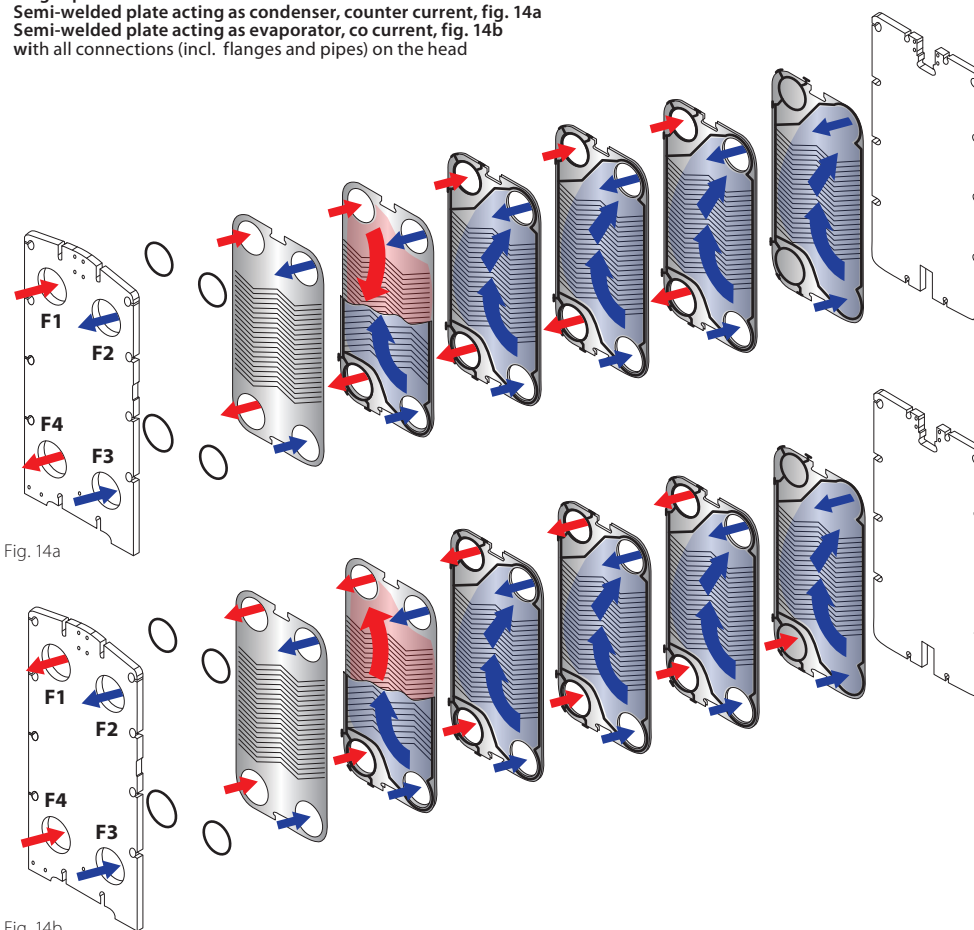 Semi-welded plate acting as condenser, counter current, fig. 14a
Semi-welded plate acting as evaporator, co current, fig. 14b
with all connections (incl. flanges and pipes) on the head
F1
F2
F4
F3
Fig. 14a
F1
F2
F4
F3
Fig. 14b